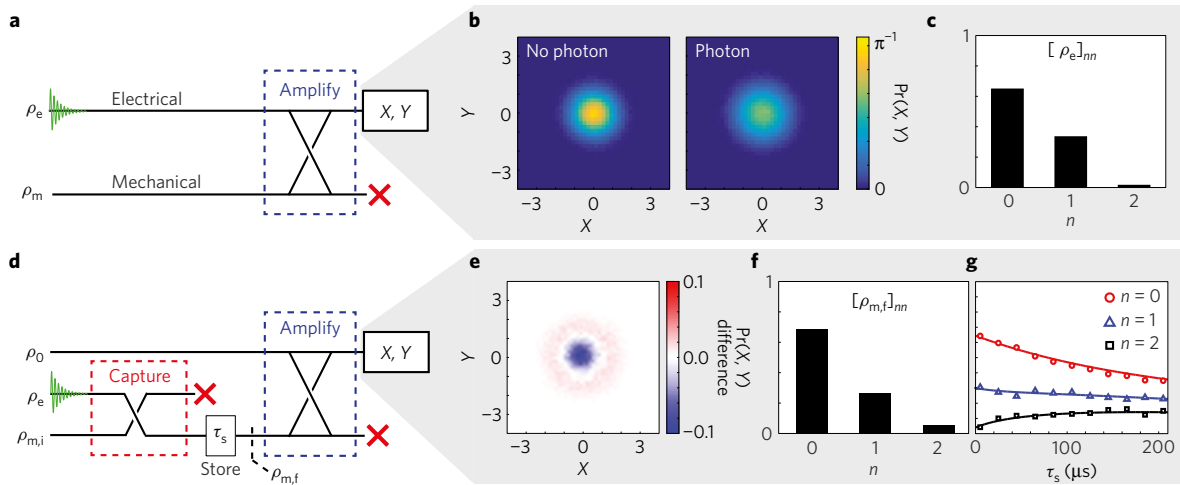 a
ρe
Electrical
Amplify
X, Y
ρm
Mechanical
b
No photon
Photon
Y
3
0
−3
−3 0 3
X
−3 0 3
X
π−1
0
Pr(X, Y)
c
[ ρe]nn
1
0
0 1 2
n
d
ρ0
Amplify
X, Y
Capture
ρe
ρm,i
τs
Store
ρm,f
e
Y
3
0
−3
−3 0 3
X
0.1
0.0
−0.1
Pr(X, Y)
difference
f
[ρm,f]nn
1
0
0 1 2
n
g
n = 0
n = 1
n = 2
0 100 200
τs (μs)